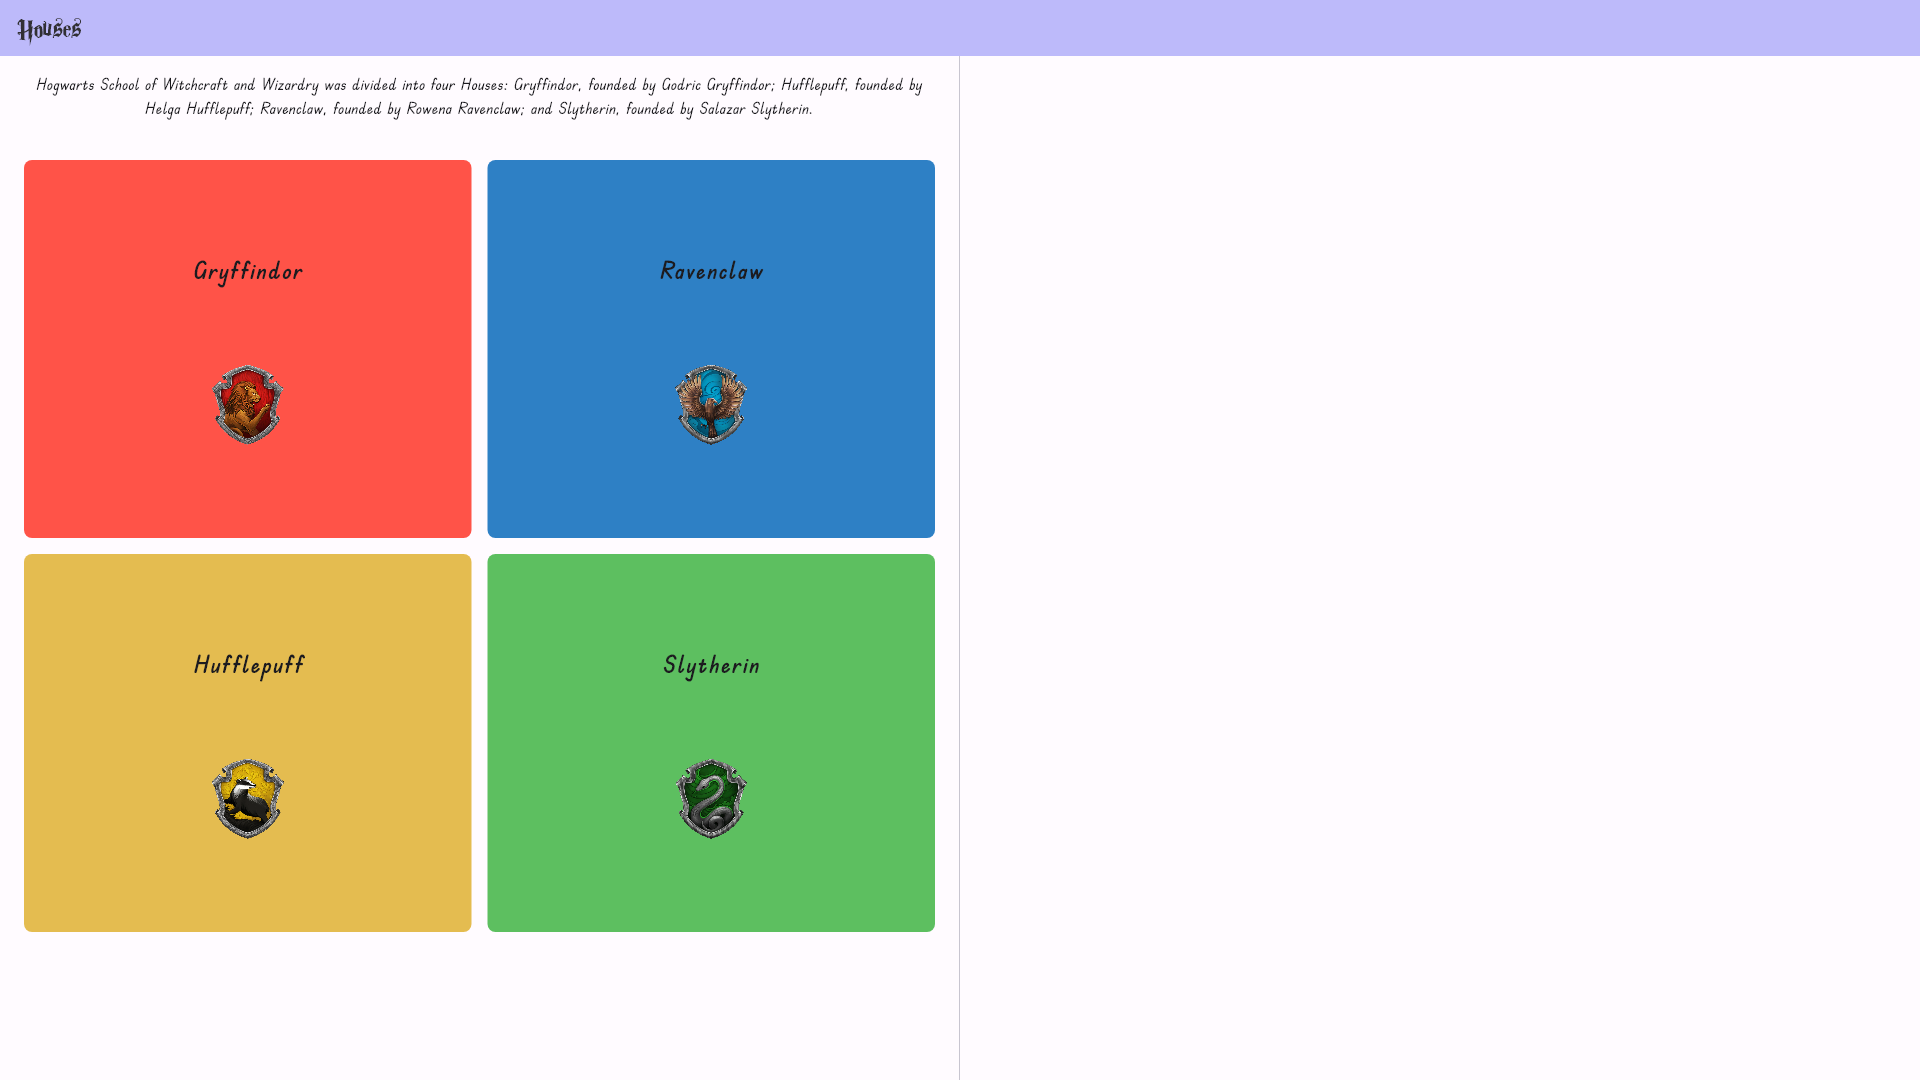 Houses
Hogwarts School of Witchcraft and Wizardry was divided into four Houses: Gryffindor, founded by Godric Gryffindor; Hufflepuff, founded by
Helga Hufflepuff; Ravenclaw, founded by Rowena Ravenclaw; and Slytherin, founded by Salazar Slytherin.
Gryffindor
Ravenclaw
Hufflepuff
Slytherin